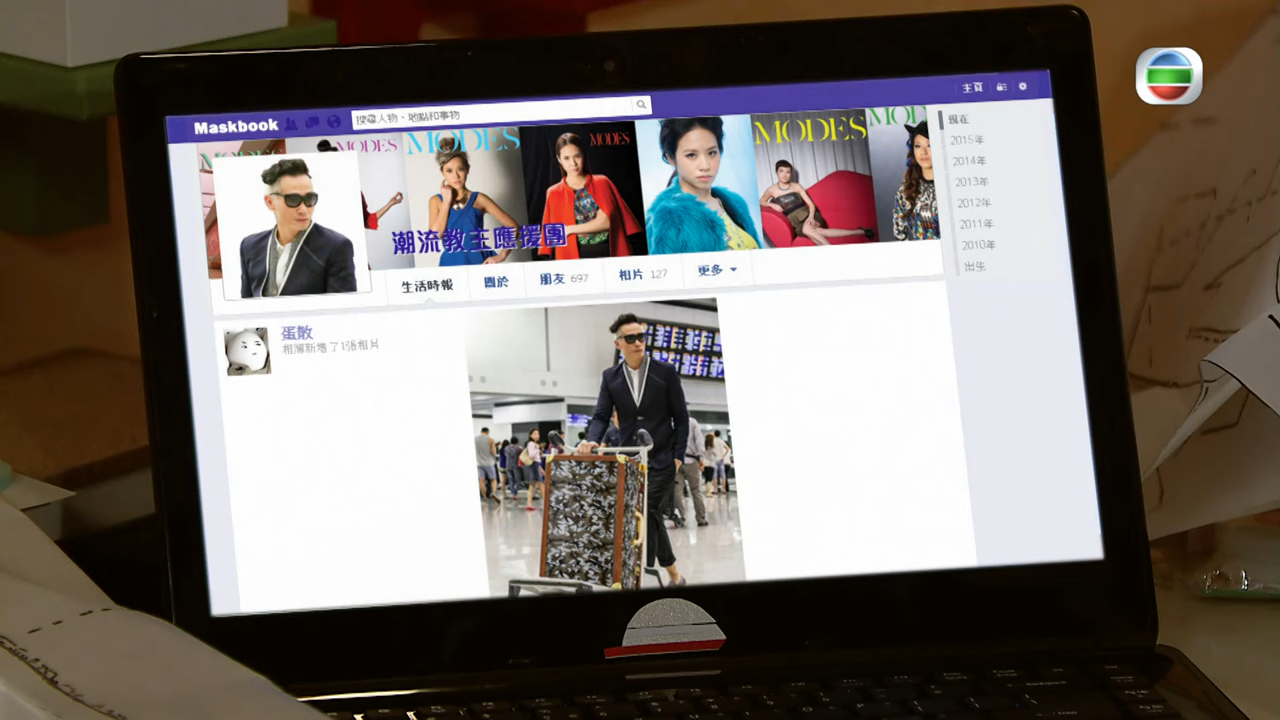 Maskbook
搜尋人物、地點和事物
主頁
MODES
MODES
MODES
MODES
MODES
MODES
潮流教主應援團
生活時報
關於
朋友 697
相片 127
更多
現在
2015年
2014年
2013年
2012年
2011年
2010年
出生
蛋散
相簿新增了1張相片